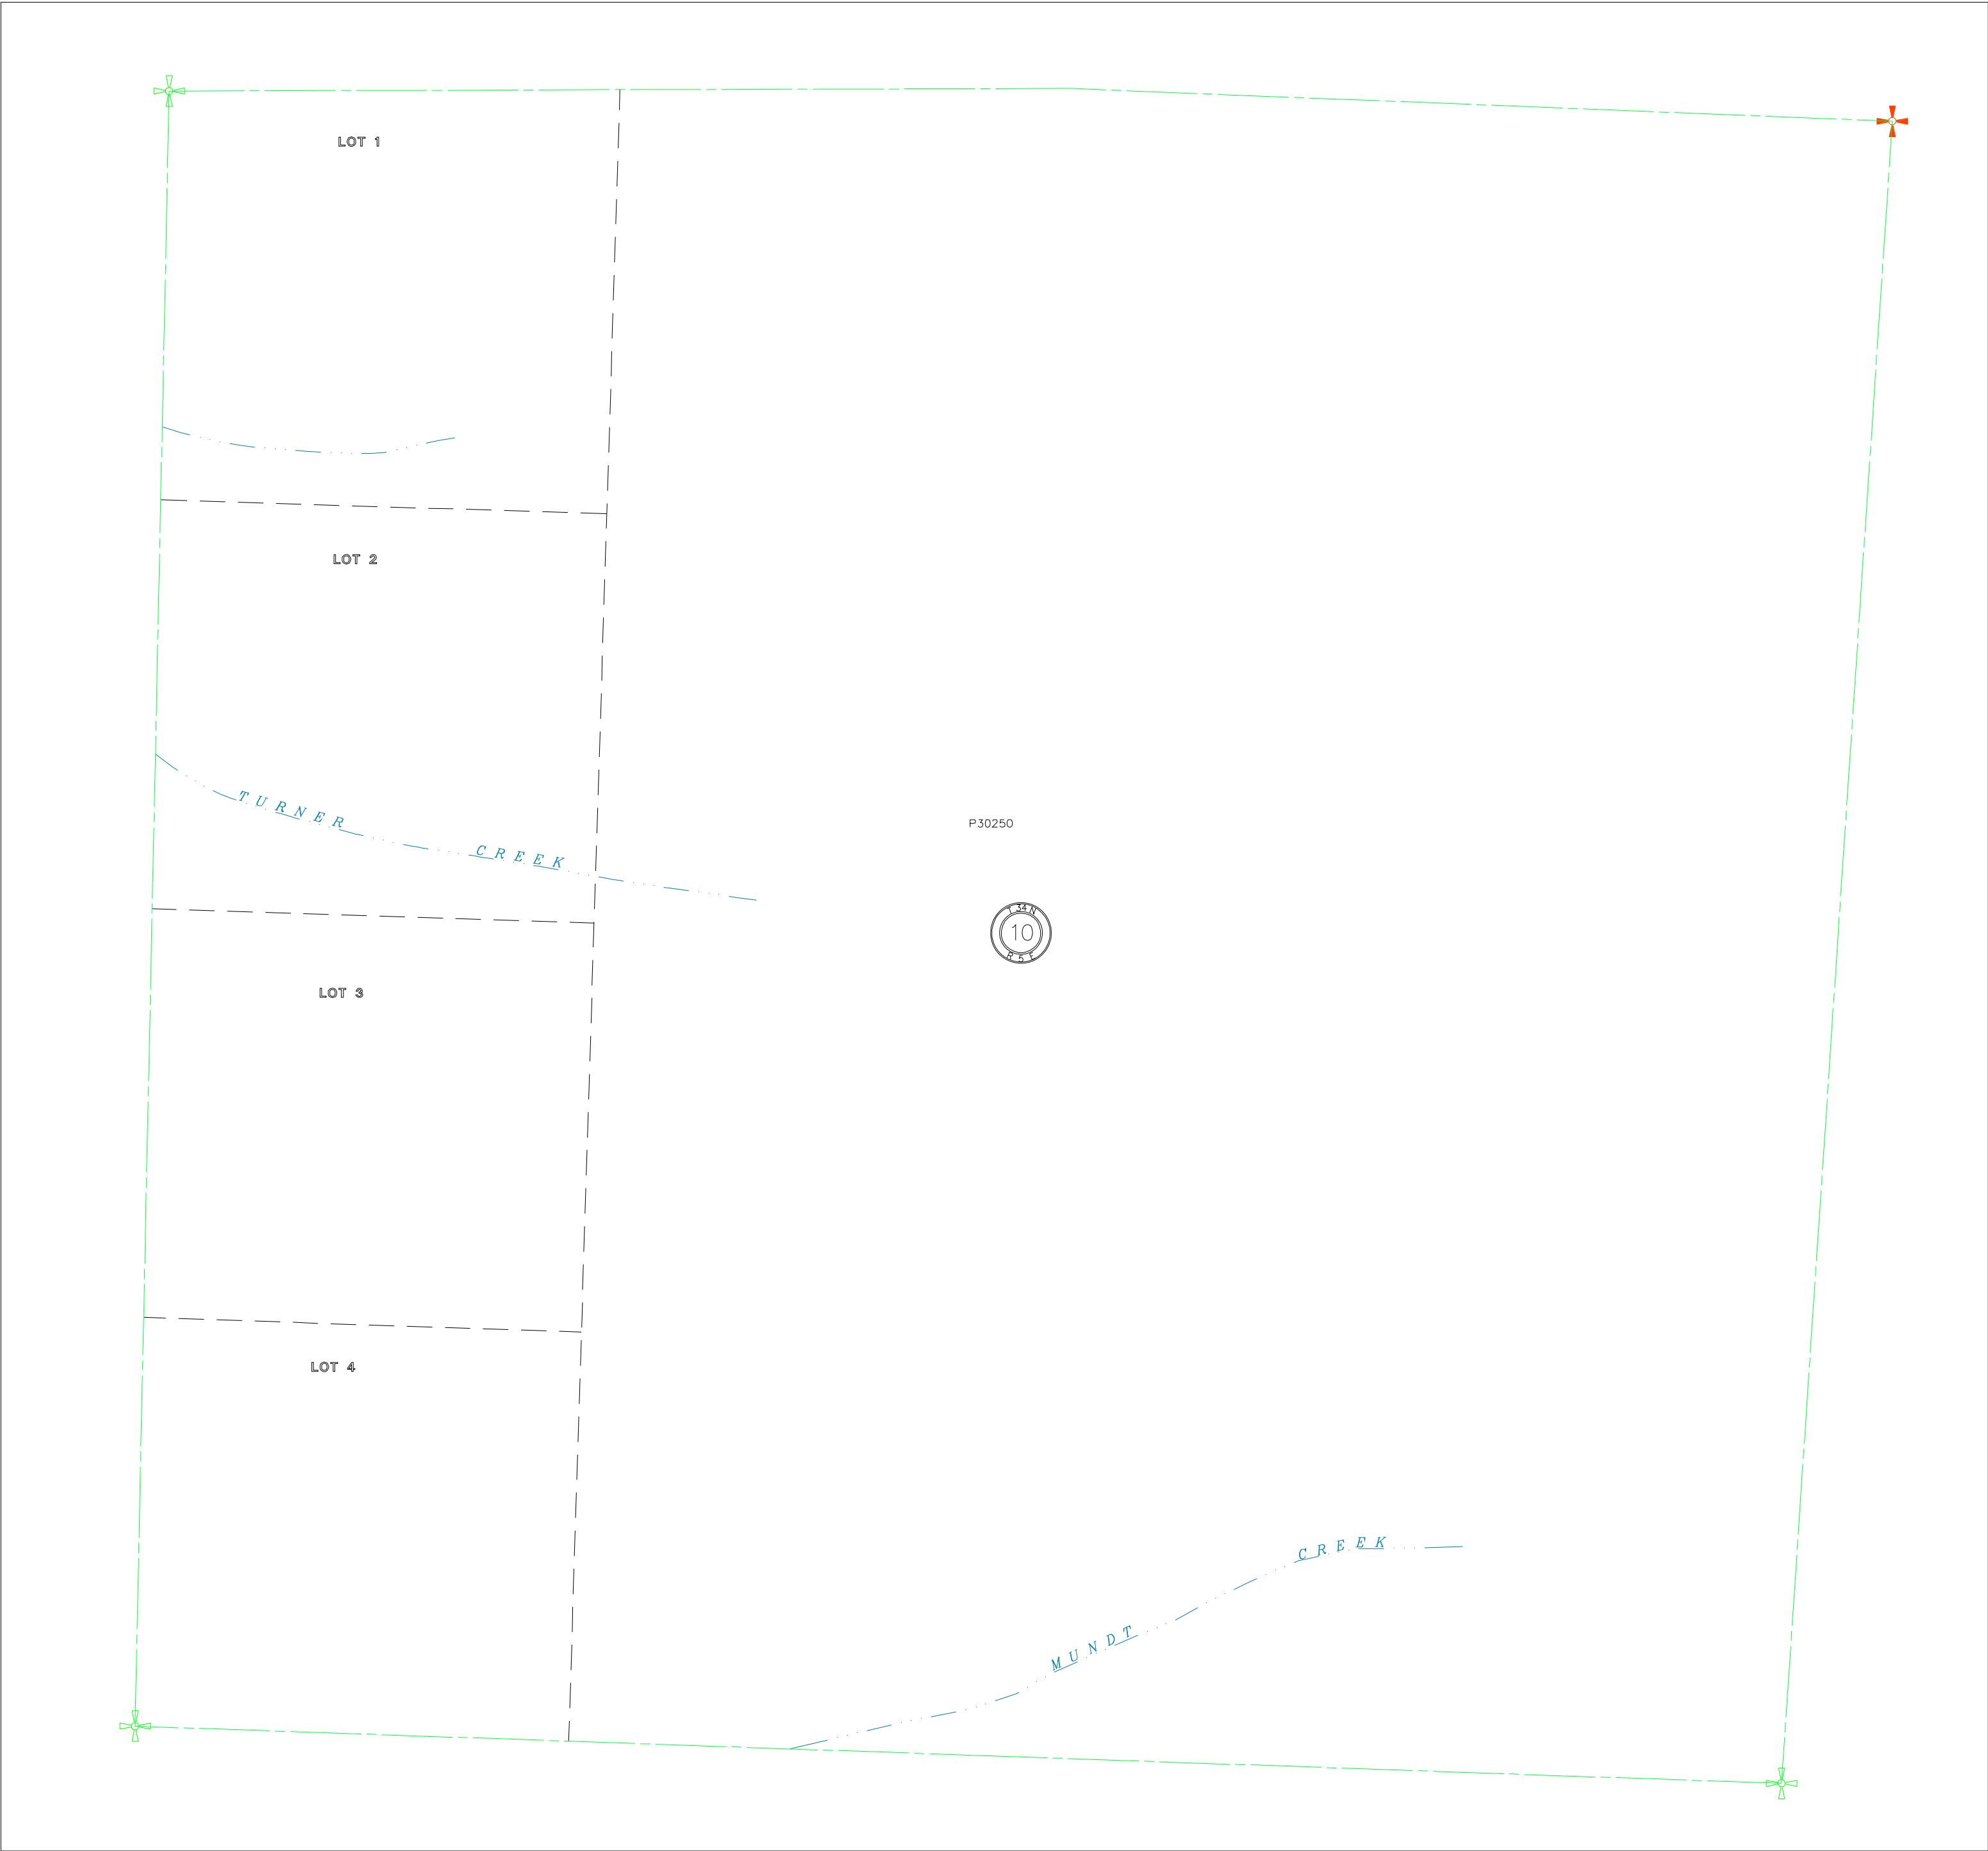 LOT 1
LOT 2
TURNER CREEK
P30250
T 34 N
10
R 5 E
LOT 3
LOT 4
MUNDT CREEK